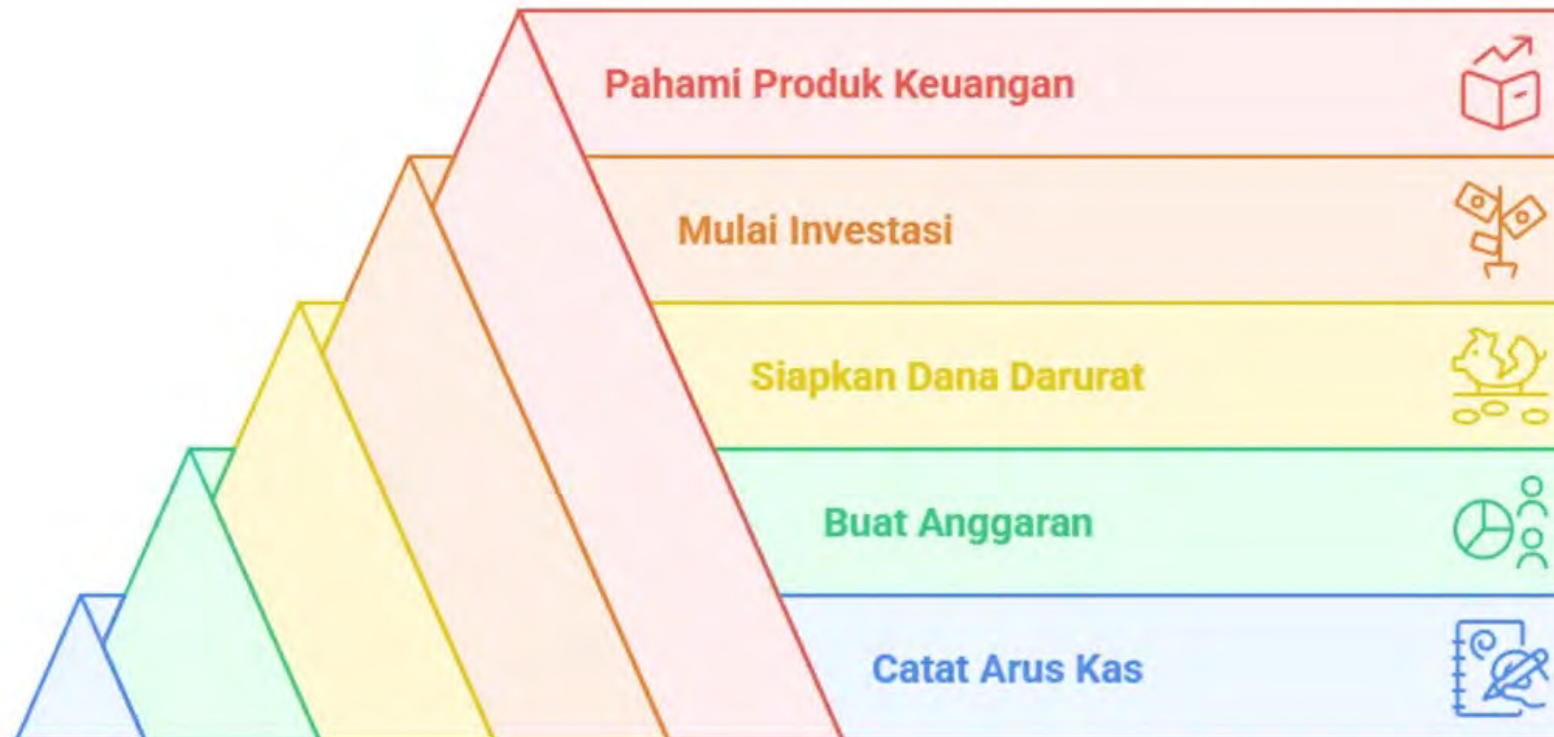 Pahami Produk Keuangan
Mulai Investasi
Siapkan Dana Darurat
Buat Anggaran
Catat Arus Kas